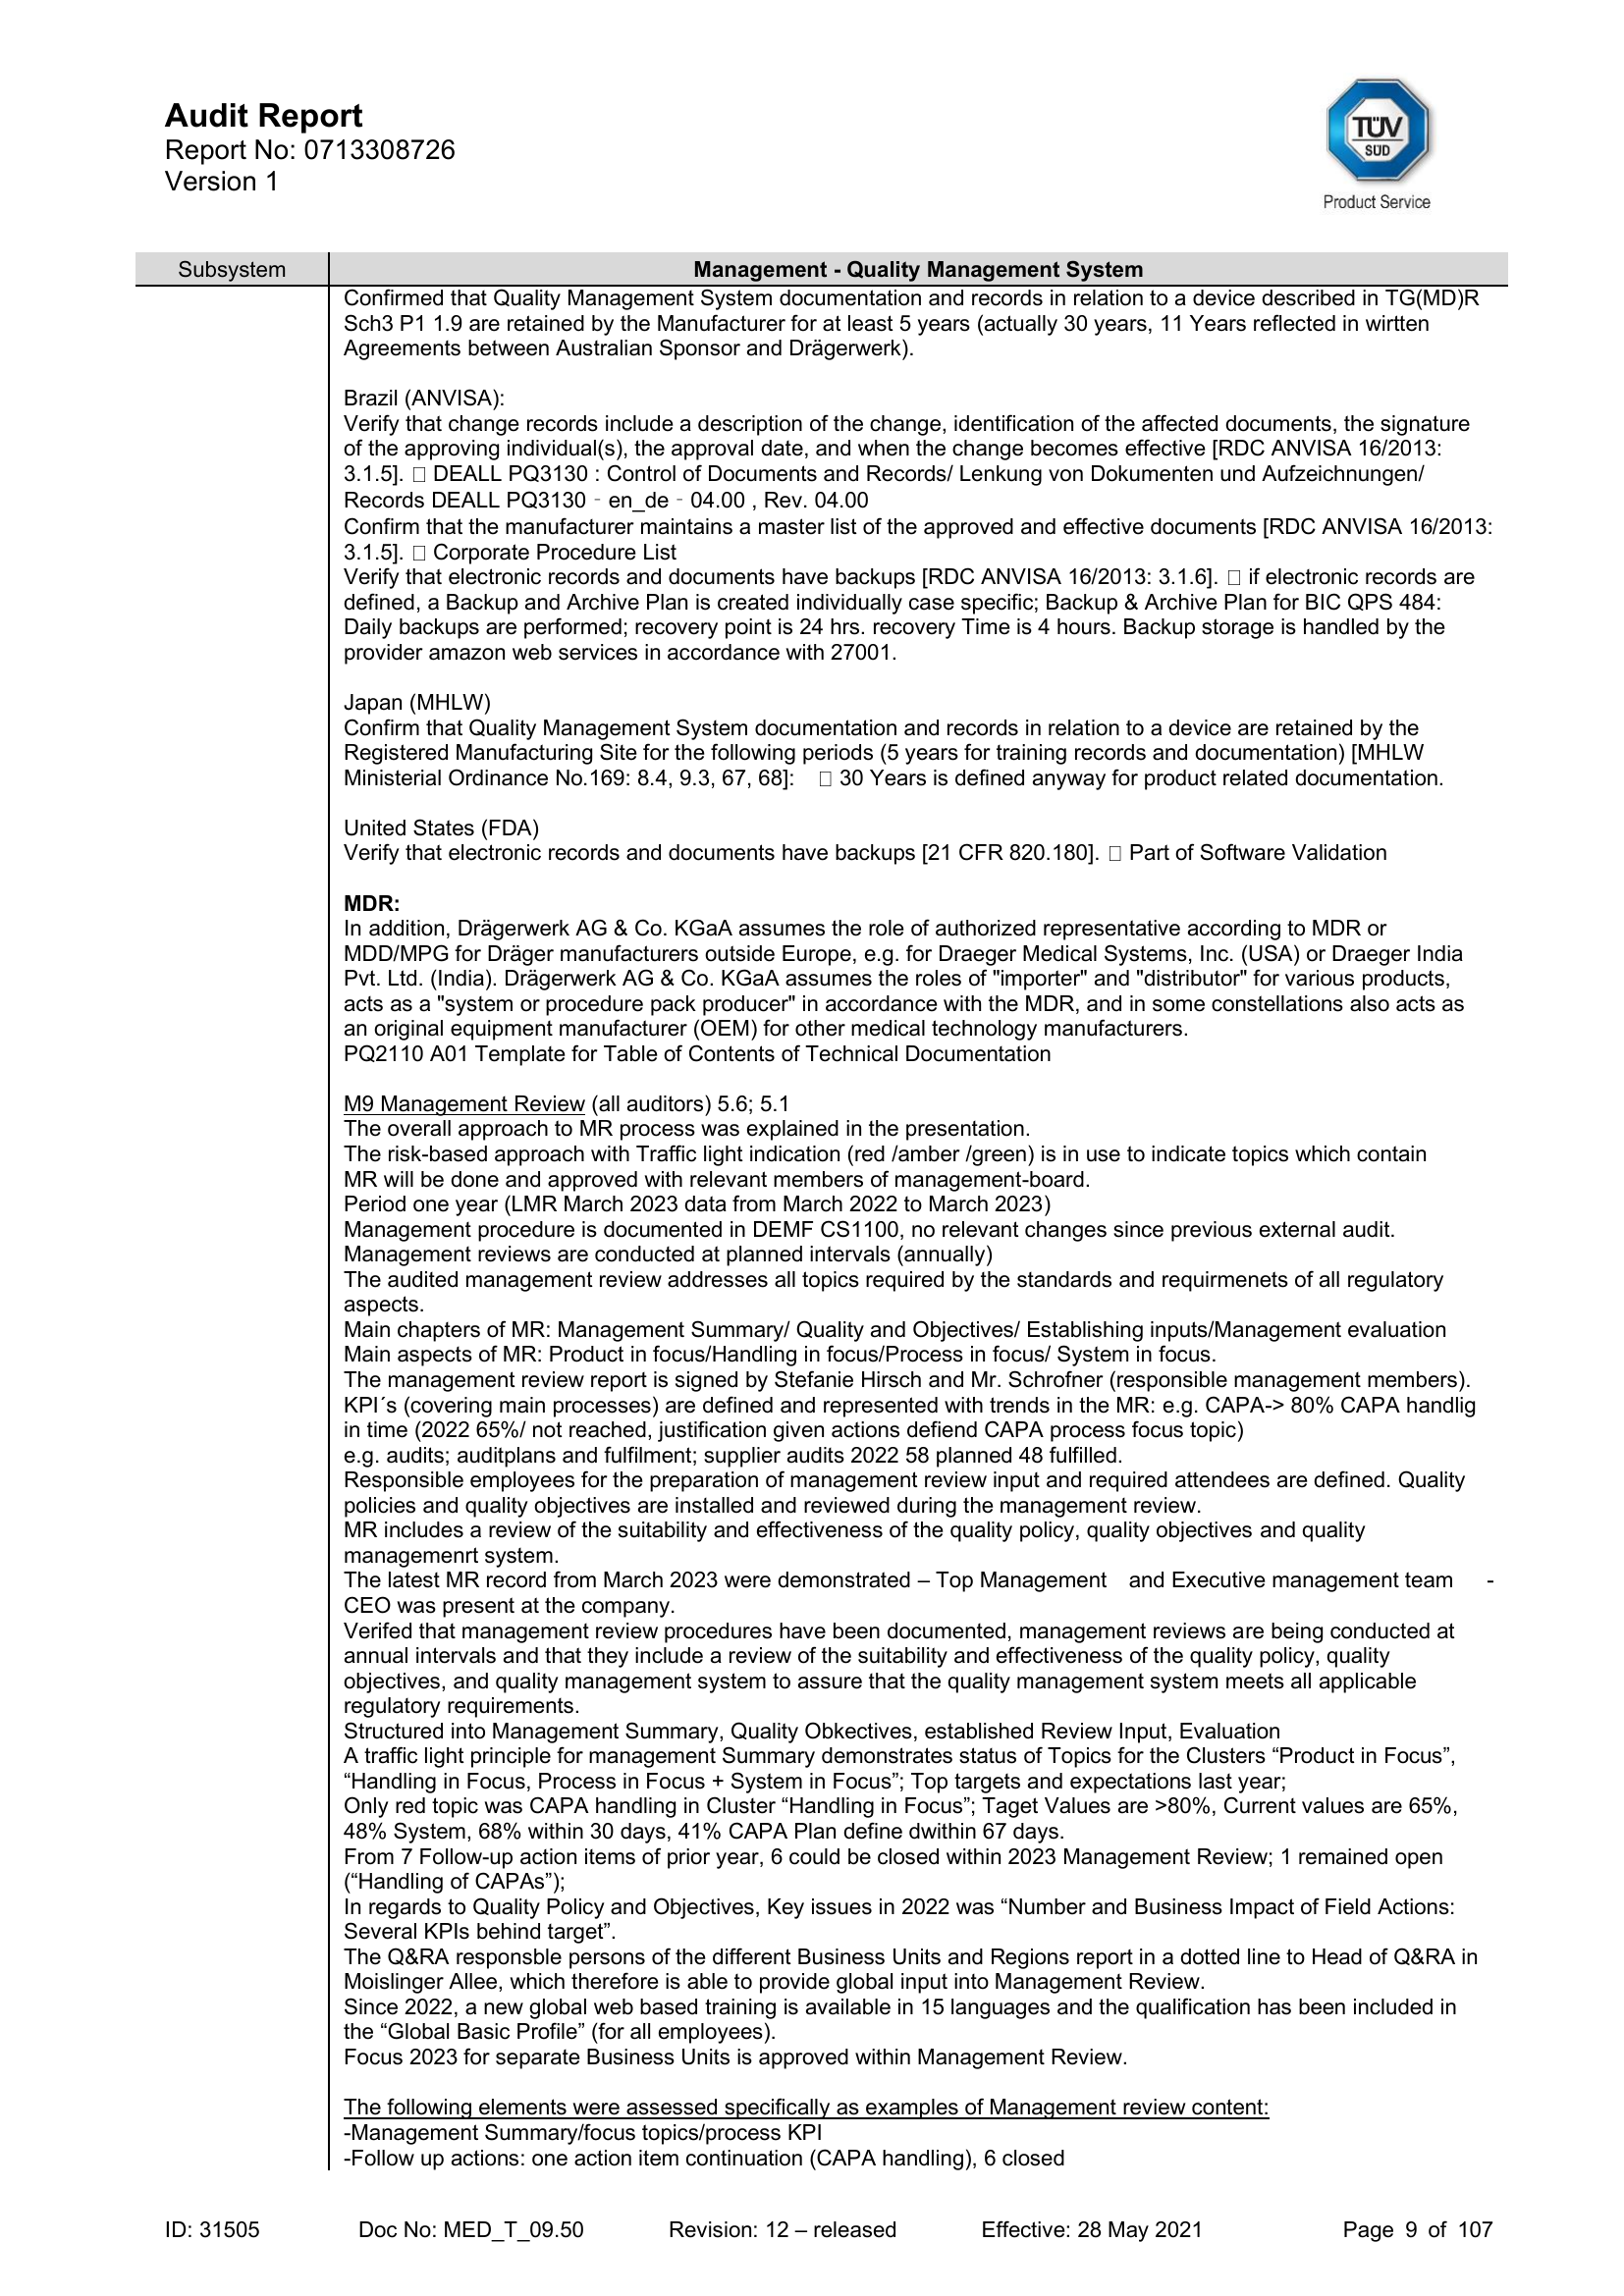 Audit Report
Report No: 0713308726
Version 1
TÜV
SÜD
Product Service
Subsystem
Management - Quality Management System
Confirmed that Quality Management System documentation and records in relation to a device described in TG(MD)R
Sch3 P1 1.9 are retained by the Manufacturer for at least 5 years (actually 30 years, 11 Years reflected in wirtten
Agreements between Australian Sponsor and Drägerwerk).
Brazil (ANVISA):
Verify that change records include a description of the change, identification of the affected documents, the signature
of the approving individual(s), the approval date, and when the change becomes effective [RDC ANVISA 16/2013:
3.1.5]. □ DEALL PQ3130 : Control of Documents and Records/ Lenkung von Dokumenten und Aufzeichnungen/
Records DEALL PQ3130 - en_de - 04.00 , Rev. 04.00
Confirm that the manufacturer maintains a master list of the approved and effective documents [RDC ANVISA 16/2013:
3.1.5]. □ Corporate Procedure List
Verify that electronic records and documents have backups [RDC ANVISA 16/2013: 3.1.6]. □ if electronic records are
defined, a Backup and Archive Plan is created individually case specific; Backup & Archive Plan for BIC QPS 484:
Daily backups are performed; recovery point is 24 hrs. recovery Time is 4 hours. Backup storage is handled by the
provider amazon web services in accordance with 27001.
Japan (MHLW)
Confirm that Quality Management System documentation and records in relation to a device are retained by the
Registered Manufacturing Site for the following periods (5 years for training records and documentation) [MHLW
Ministerial Ordinance No.169: 8.4, 9.3, 67, 68]: □ 30 Years is defined anyway for product related documentation.
United States (FDA)
Verify that electronic records and documents have backups [21 CFR 820.180]. □ Part of Software Validation
MDR:
In addition, Drägerwerk AG & Co. KGaA assumes the role of authorized representative according to MDR or
MDD/MPG for Dräger manufacturers outside Europe, e.g. for Draeger Medical Systems, Inc. (USA) or Draeger India
Pvt. Ltd. (India). Drägerwerk AG & Co. KGaA assumes the roles of "importer" and "distributor" for various products,
acts as a "system or procedure pack producer" in accordance with the MDR, and in some constellations also acts as
an original equipment manufacturer (OEM) for other medical technology manufacturers.
PQ2110 A01 Template for Table of Contents of Technical Documentation
M9 Management Review (all auditors) 5.6; 5.1
The overall approach to MR process was explained in the presentation.
The risk-based approach with Traffic light indication (red /amber /green) is in use to indicate topics which contain
MR will be done and approved with relevant members of management-board.
Period one year (LMR March 2023 data from March 2022 to March 2023)
Management procedure is documented in DEMF CS1100, no relevant changes since previous external audit.
Management reviews are conducted at planned intervals (annually)
The audited management review addresses all topics required by the standards and requirmenets of all regulatory
aspects.
Main chapters of MR: Management Summary/ Quality and Objectives/ Establishing inputs/Management evaluation
Main aspects of MR: Product in focus/Handling in focus/Process in focus/ System in focus.
The management review report is signed by Stefanie Hirsch and Mr. Schrofner (responsible management members).
KPI´s (covering main processes) are defined and represented with trends in the MR: e.g. CAPA-> 80% CAPA handlig
in time (2022 65%/ not reached, justification given actions defiend CAPA process focus topic)
e.g. audits; auditplans and fulfilment; supplier audits 2022 58 planned 48 fulfilled.
Responsible employees for the preparation of management review input and required attendees are defined. Quality
policies and quality objectives are installed and reviewed during the management review.
MR includes a review of the suitability and effectiveness of the quality policy, quality objectives and quality
managemenrt system.
The latest MR record from March 2023 were demonstrated – Top Management and Executive management team -
CEO was present at the company.
Verifed that management review procedures have been documented, management reviews are being conducted at
annual intervals and that they include a review of the suitability and effectiveness of the quality policy, quality
objectives, and quality management system to assure that the quality management system meets all applicable
regulatory requirements.
Structured into Management Summary, Quality Obkectives, established Review Input, Evaluation
A traffic light principle for management Summary demonstrates status of Topics for the Clusters “Product in Focus”,
“Handling in Focus, Process in Focus + System in Focus”; Top targets and expectations last year;
Only red topic was CAPA handling in Cluster “Handling in Focus”; Taget Values are >80%, Current values are 65%,
48% System, 68% within 30 days, 41% CAPA Plan define dwithin 67 days.
From 7 Follow-up action items of prior year, 6 could be closed within 2023 Management Review; 1 remained open
(“Handling of CAPAs”);
In regards to Quality Policy and Objectives, Key issues in 2022 was “Number and Business Impact of Field Actions:
Several KPIs behind target”.
The Q&RA responsble persons of the different Business Units and Regions report in a dotted line to Head of Q&RA in
Moislinger Allee, which therefore is able to provide global input into Management Review.
Since 2022, a new global web based training is available in 15 languages and the qualification has been included in
the “Global Basic Profile” (for all employees).
Focus 2023 for separate Business Units is approved within Management Review.
The following elements were assessed specifically as examples of Management review content:
-Management Summary/focus topics/process KPI
-Follow up actions: one action item continuation (CAPA handling), 6 closed
ID: 31505 Doc No: MED_T_09.50 Revision: 12 – released Effective: 28 May 2021 Page 9 of 107